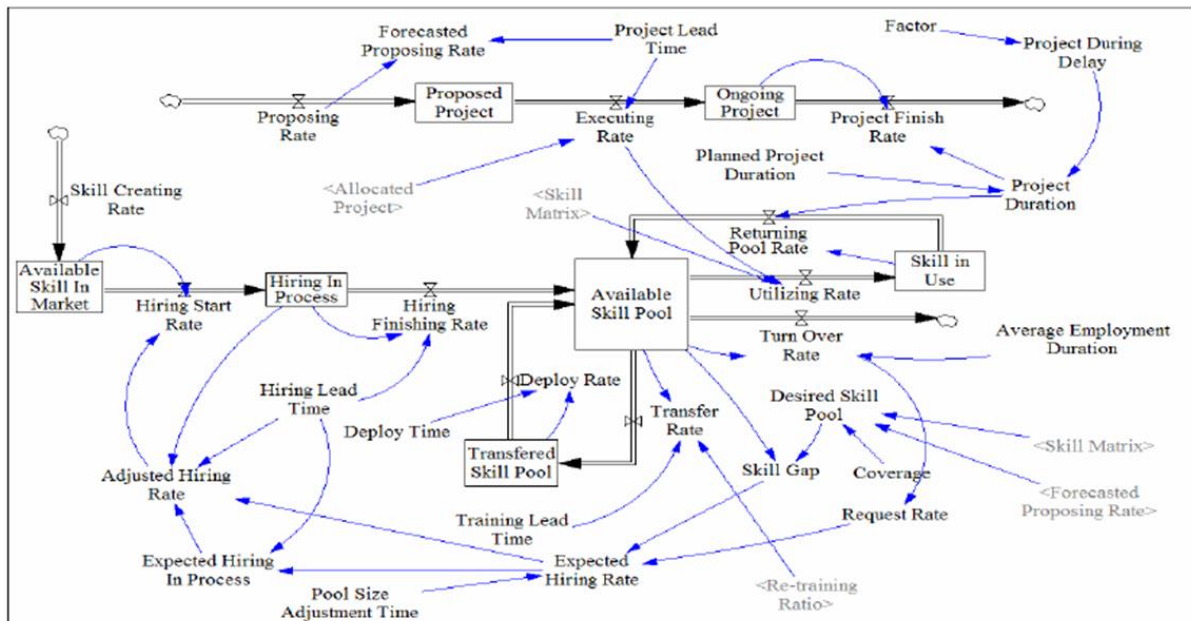 Forecasted
Proposing Rate
Project Lead
Time
Factor
Project During
Delay
Proposed
Project
Ongoing
Project
Proposing
Rate
Executing
Rate
Project Finish
Rate
Planned Project
Duration
Project
Duration
<Allocated
Project>
<Skill
Matrix>
Skill Creating
Rate
Returning
Pool Rate
Skill in
Use
Available
Skill In
Market
Hiring In
Process
Hiring Start
Rate
Hiring
Finishing Rate
Available
Skill Pool
Utilizing Rate
Turn Over
Rate
Average Employment
Duration
Hiring Lead
Time
Deploy Rate
Deploy Time
Transfer
Rate
Desired Skill
Pool
Transfered
Skill Pool
<Skill Matrix>
Adjusted Hiring
Rate
Skill Gap
Coverage
<Forecasted
Proposing Rate>
Training Lead
Time
Request Rate
Expected Hiring
In Process
Expected
Hiring Rate
Pool Size
Adjustment Time
<Re-training
Ratio>